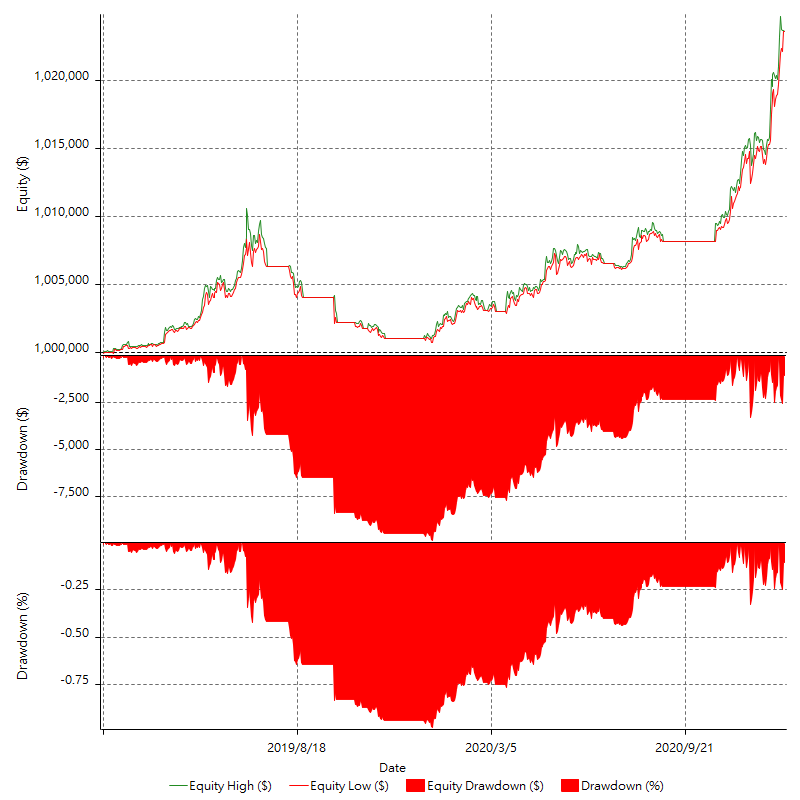 1,020,000
1,015,000
Equity ($)
1,010,000
1,005,000
1,000,000
-2,500
Drawdown ($)
-5,000
-7,500
-0.25
Drawdown (%)
-0.50
-0.75
2019/8/18 2020/3/5 2020/9/21
Date
Equity High ($) Equity Low ($) Equity Drawdown ($) Drawdown (%)